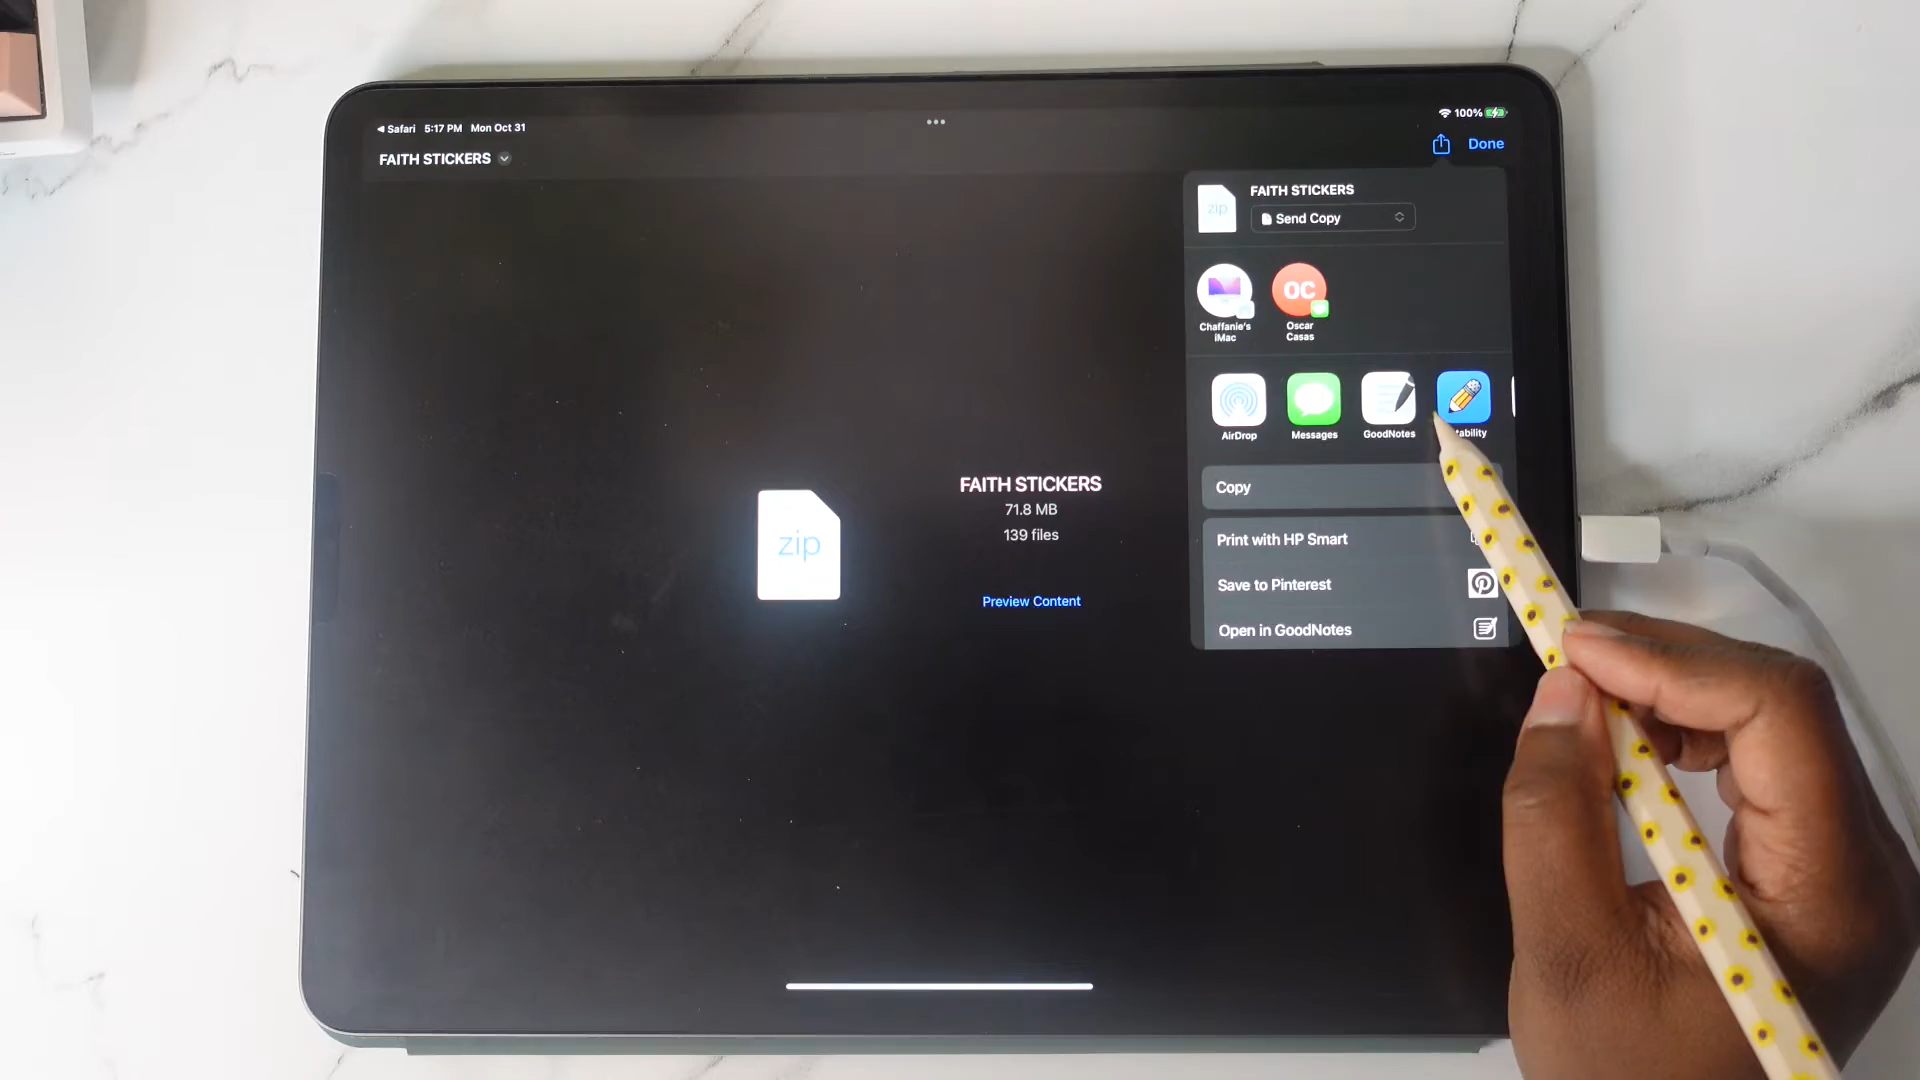 Safari 5:17 PM Mon Oct 31
100%
FAITH STICKERS
Done
zip
FAITH STICKERS
Send Copy
OC
Chaffanie's
iMac
Oscar
Casas
AirDrop
Messages
GoodNotes
Copy
Print with HP Smart
Save to Pinterest
Open in GoodNotes
zip
FAITH STICKERS
71.8 MB
139 files
Preview Content